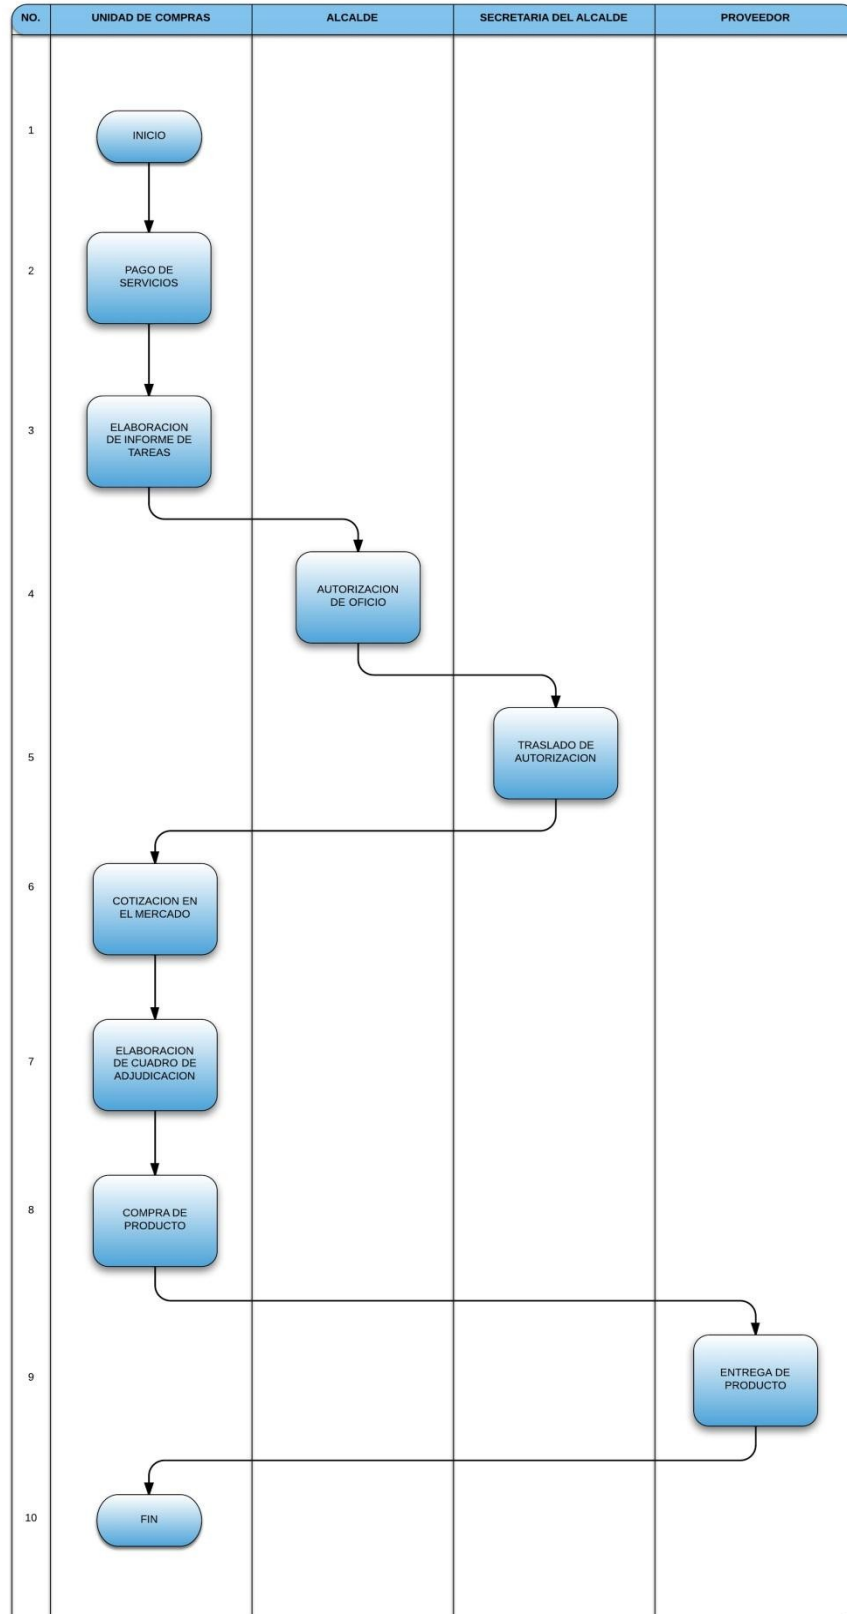 NO. UNIDAD DE COMPRAS ALCALDE SECRETARIA DEL ALCALDE PROVEEDOR
1
INICIO
2
PAGO DE
SERVICIOS
3
ELABORACION
DE INFORME DE
TAREAS
4
AUTORIZACION
DE OFICIO
5
TRASLADO DE
AUTORIZACION
6
COTIZACION EN
EL MERCADO
7
ELABORACION
DE CUADRO DE
ADJUDICACION
8
COMPRA DE
PRODUCTO
9
ENTREGA DE
PRODUCTO
10
FIN